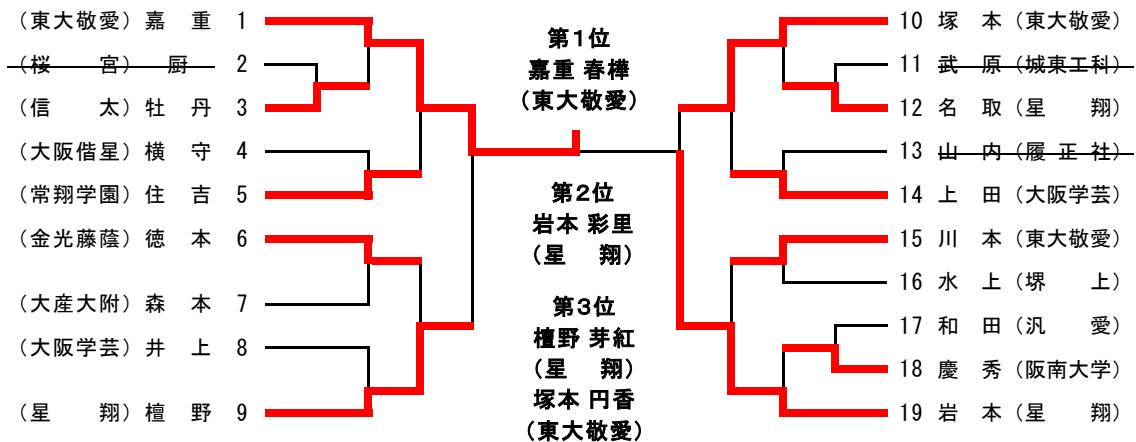 (東大敬愛) 嘉 重 1
(桜 宮) 厨 2
(信 太) 牡 丹 3
(大阪偕星) 横 守 4
(常翔学園) 住 吉 5
(金光藤蔭) 徳 本 6
(大産大附) 森 本 7
(大阪学芸) 井 上 8
(星 翔) 檀 野 9
第1位
嘉重 春樺
(東大敬愛)
第2位
岩本 彩里
(星 翔)
第3位
檀野 芽紅
(星 翔)
塚本 円香
(東大敬愛)
10 塚 本 (東大敬愛)
11 武 原 (城東工科)
12 名 取 (星 翔)
13 山 内 (履 正 社)
14 上 田 (大阪学芸)
15 川 本 (東大敬愛)
16 水 上 (堺 上)
17 和 田 (汎 愛)
18 慶 秀 (阪南大学)
19 岩 本 (星 翔)